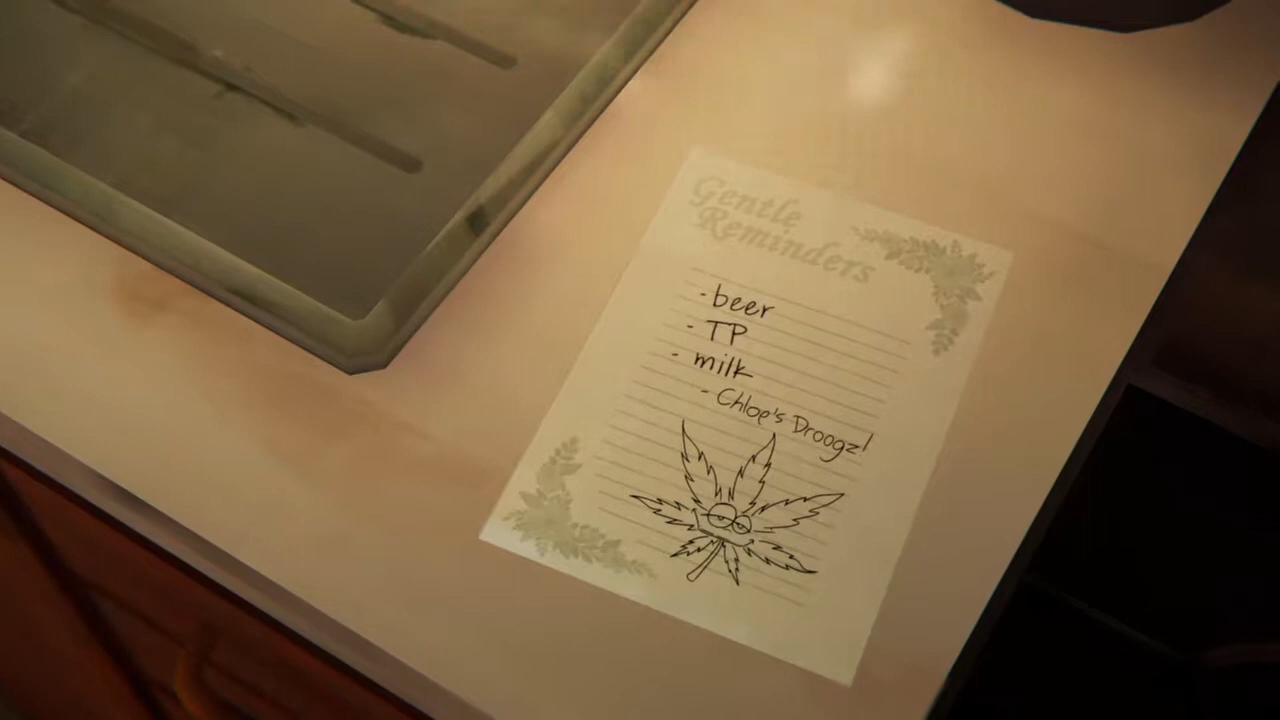 Gentle
Reminders
- beer
- TP
- milk
- Chloe's Droogz!